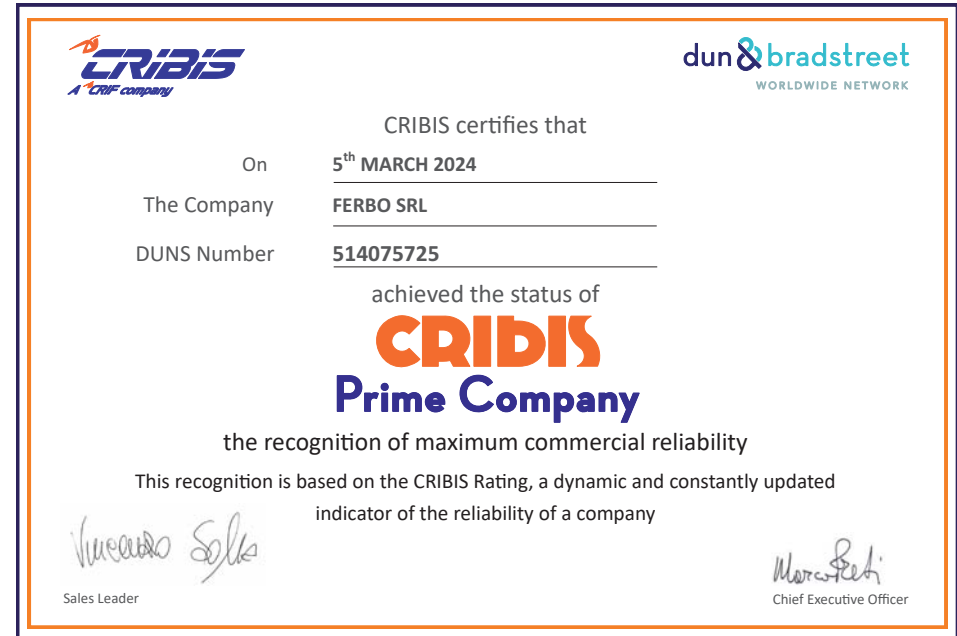 CRIBIS
A CRIF company
dun & bradstreet
WORLDWIDE NETWORK
CRIBIS certifies that
On 5th MARCH 2024
The Company FERBO SRL
DUNS Number 514075725
achieved the status of
CRIBIS
Prime Company
the recognition of maximum commercial reliability
This recognition is based on the CRIBIS Rating, a dynamic and constantly updated
indicator of the reliability of a company
Sales Leader
Chief Executive Officer